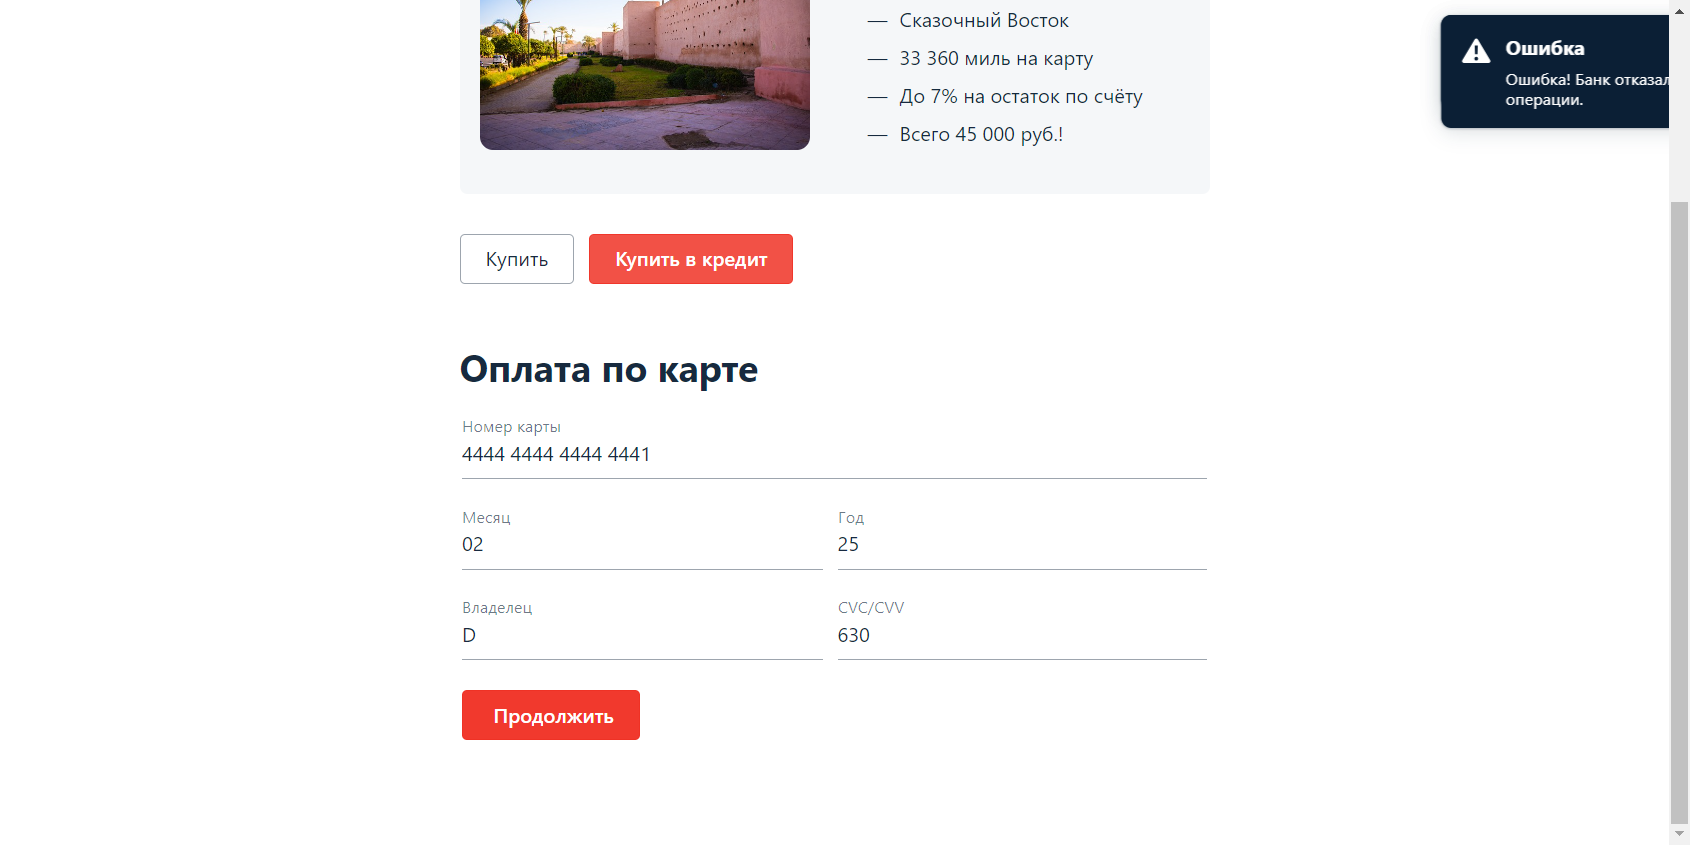 — Сказочный Восток
— 33 360 миль на карту
— До 7% на остаток по счёту
— Всего 45 000 руб.!
Ошибка
Ошибка! Банк отказал
операции.
Купить
Купить в кредит
Оплата по карте
Номер карты
4444 4444 4444 4441
Месяц
02
Год
25
Владелец
D
CVC/CVV
630
Продолжить